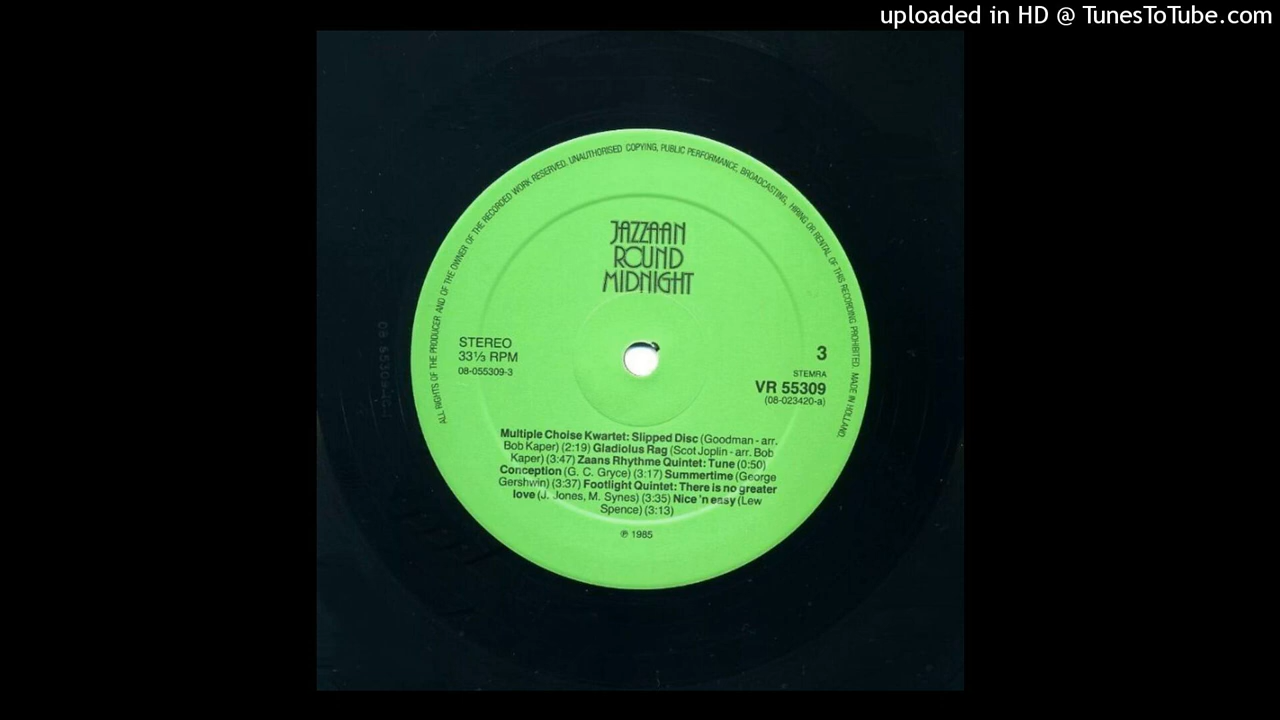 uploaded in HD @ TunesToTube.com
ALL RIGHTS OF THE PRODUCER AND OF THE OWNER OF THE RECORDED WORK RESERVED. UNAUTHORISED COPYING, PUBLIC PERFORMANCE, BROADCASTING, HIRING OR RENTAL OF THIS RECORDING PROHIBITED. MADE IN HOLLAND.
JAZZAAN
ROUND
MIDNIGHT
STEREO
33⅓ RPM
08-055309-3
3
STEMRA
VR 55309
(08-023420-a)
Multiple Choise Kwartet: Slipped Disc (Goodman - arr.
Bob Kaper) (2:19) Gladiolus Rag (Scot Joplin - arr. Bob
Kaper) (3:47) Zaans Rhythme Quintet: Tune (0:50)
Conception (G. C. Gryce) (3:17) Summertime (George
Gershwin) (3:37) Footlight Quintet: There is no greater
love (J. Jones, M. Synes) (3:35) Nice 'n easy (Lew
Spence) (3:13)
℗ 1985